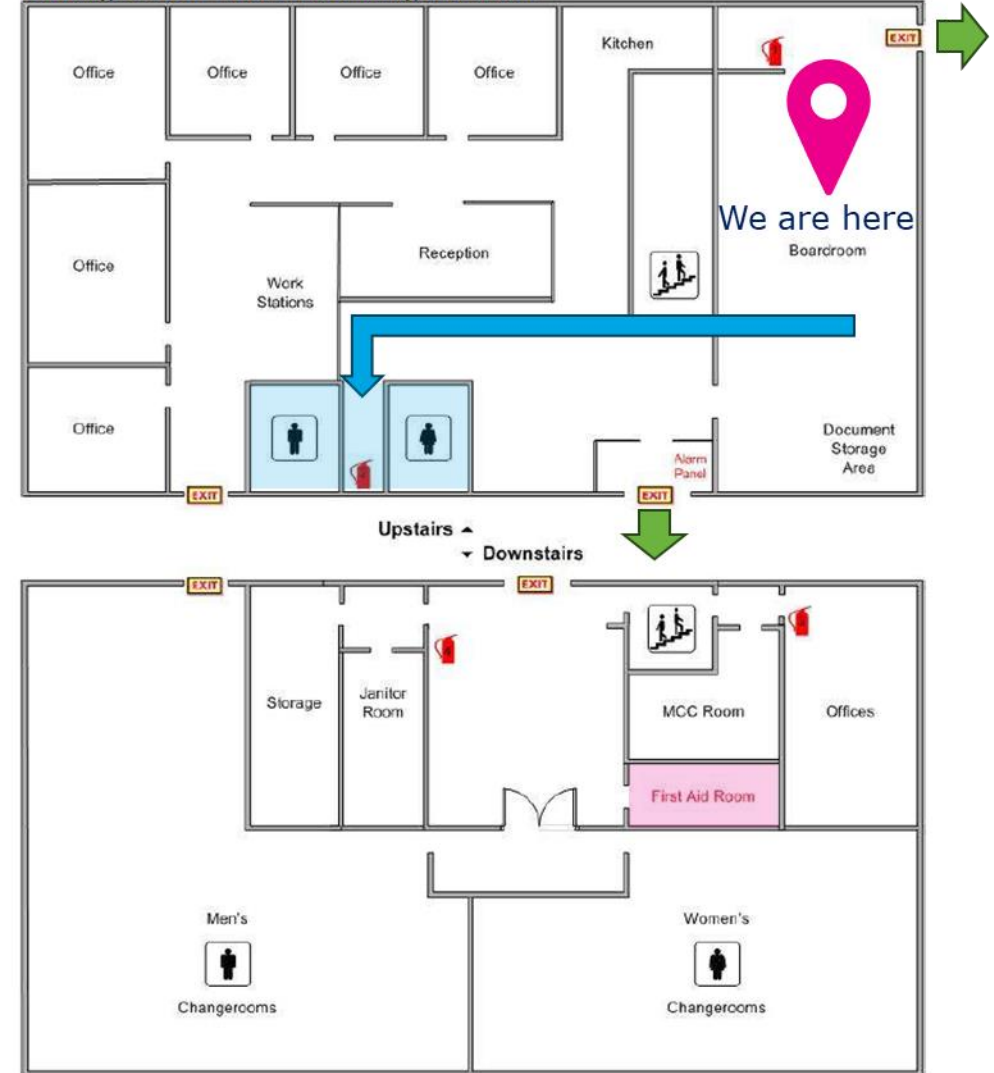 Office
Office
Office
Office
Kitchen
EXIT
We are here
Boardroom
Office
Reception
Work
Stations
Office
Document
Storage
Area
Alarm
Panel
EXIT
EXIT
Upstairs
Downstairs
EXIT
EXIT
Storage
Janitor
Room
MCC Room
Offices
First Aid Room
Men's
Changerooms
Women's
Changerooms